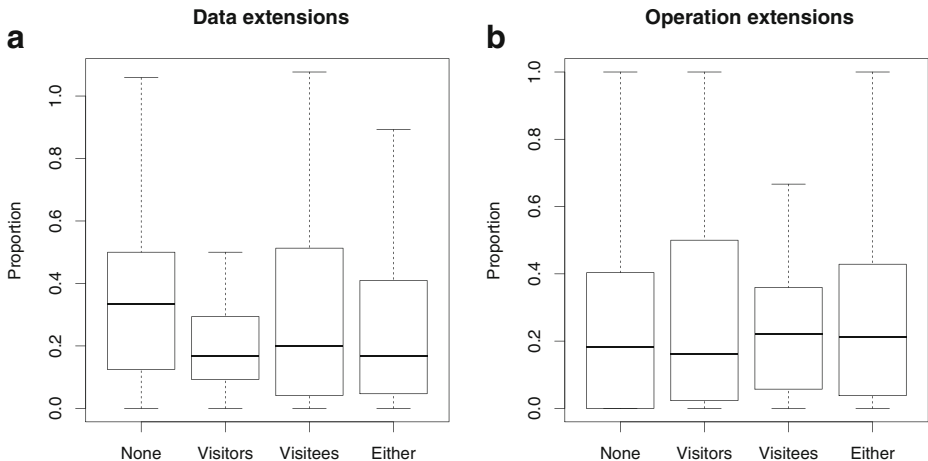 a
Data extensions
Proportion
1.0
0.8
0.6
0.4
0.2
0.0
None Visitors Visitees Either
b
Operation extensions
Proportion
1.0
0.8
0.6
0.4
0.2
0.0
None Visitors Visitees Either